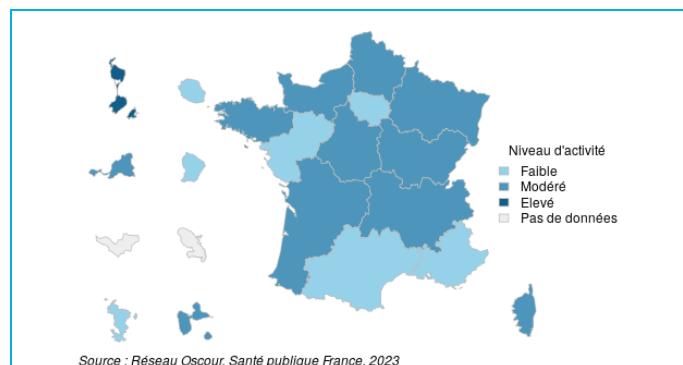 Niveau d'activité
Faible
Modéré
Elevé
Pas de données
Source : Réseau Oscour, Santé publique France, 2023